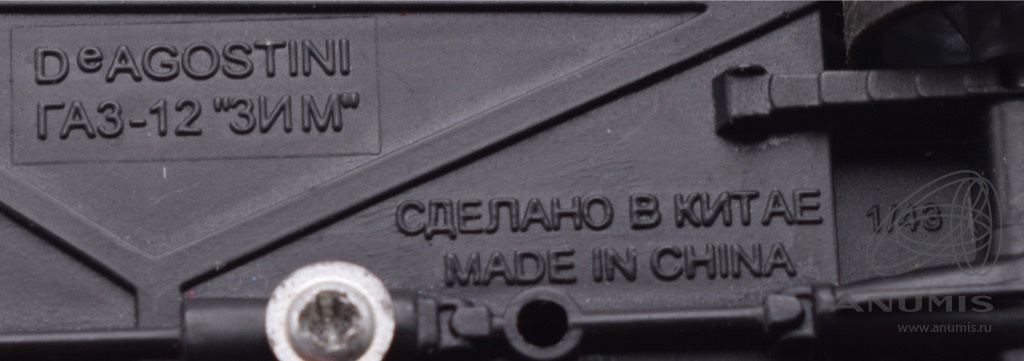 DeAGOSTINI
ГАЗ-12 "ЗИМ"
СДЕЛАНО В КИТАЕ
MADE IN CHINA
1/43
ANUMIS
www.anumis.ru